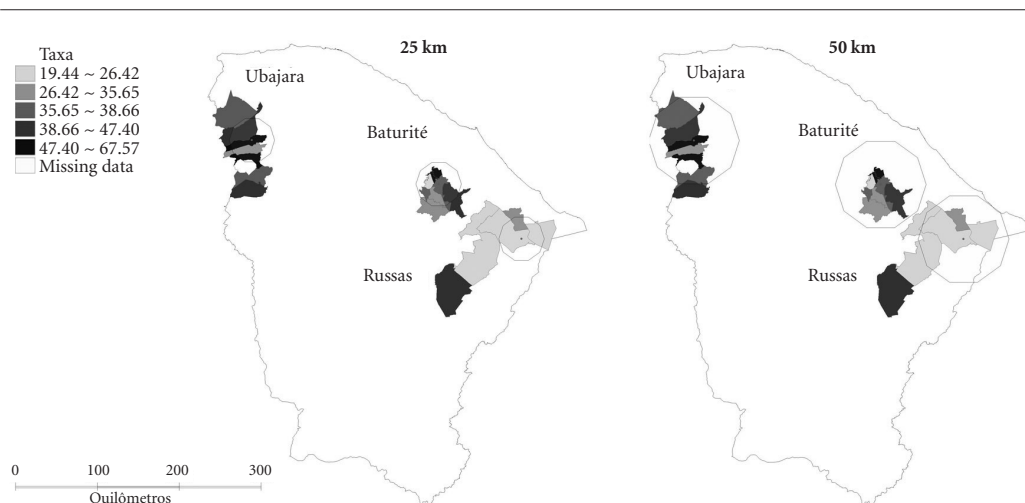 Taxa
19.44 ~ 26.42
26.42 ~ 35.65
35.65 ~ 38.66
38.66 ~ 47.40
47.40 ~ 67.57
Missing data
25 km
Ubajara
Baturité
Russas
50 km
Ubajara
Baturité
Russas
0 100 200 300
Quilômetros